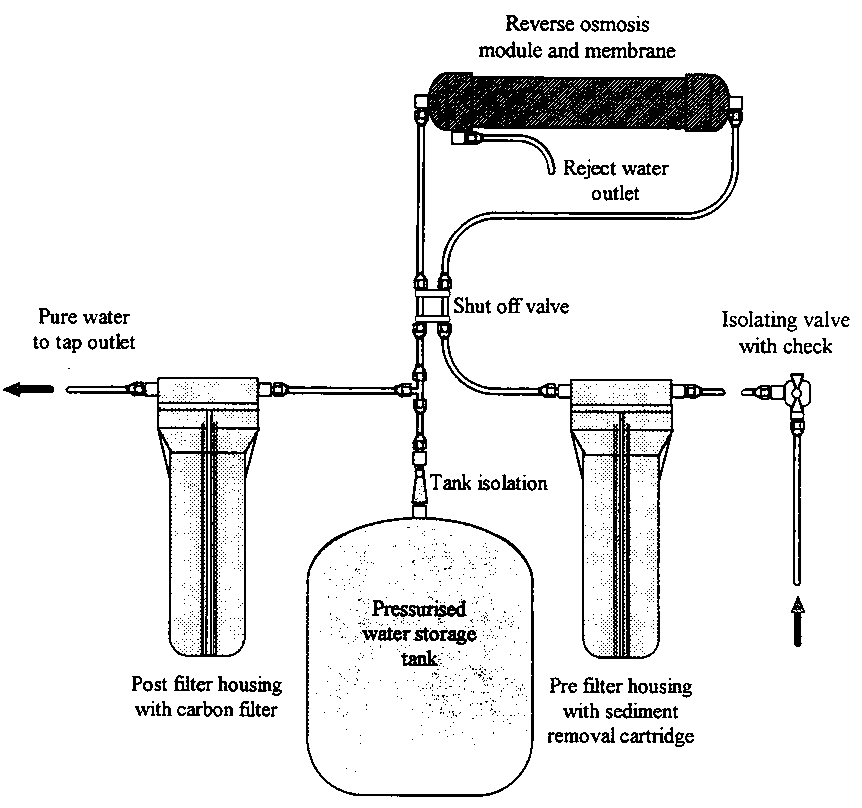 Reverse osmosis
module and membrane
Reject water
outlet
Shut off valve
Pure water
to tap outlet
Isolating valve
with check
Tank isolation
Pressurised
water storage
tank
Post filter housing
with carbon filter
Pre filter housing
with sediment
removal cartridge